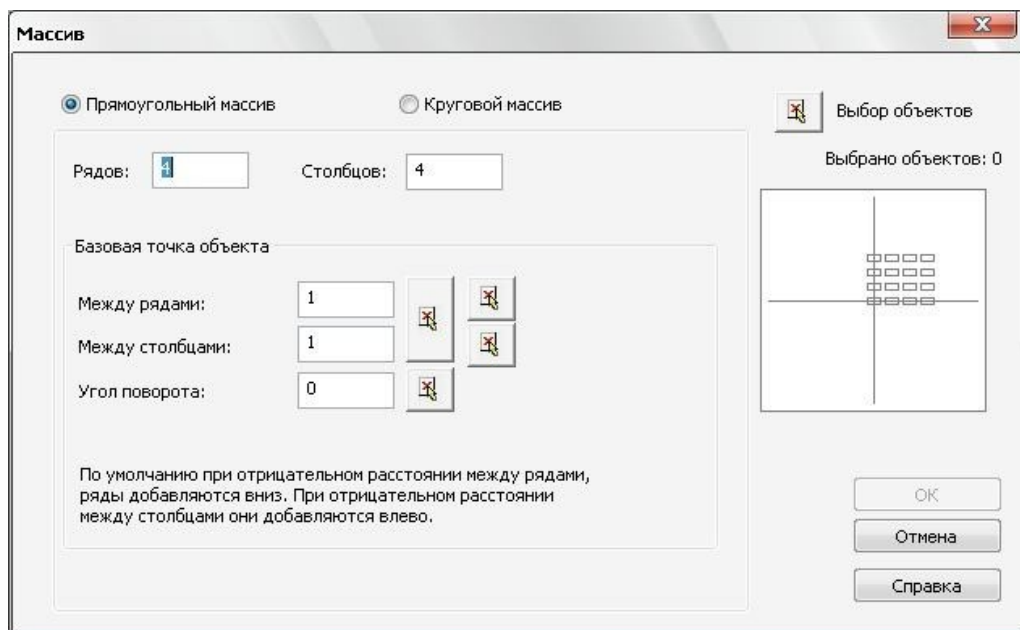 Массив
Прямоугольный массив
Круговой массив
Выбор объектов
Выбрано объектов: 0
Рядов: 4
Столбцов: 4
Базовая точка объекта
Между рядами: 1
Между столбцами: 1
Угол поворота: 0
По умолчанию при отрицательном расстоянии между рядами,
ряды добавляются вниз. При отрицательном расстоянии
между столбцами они добавляются влево.
ОК
Отмена
Справка